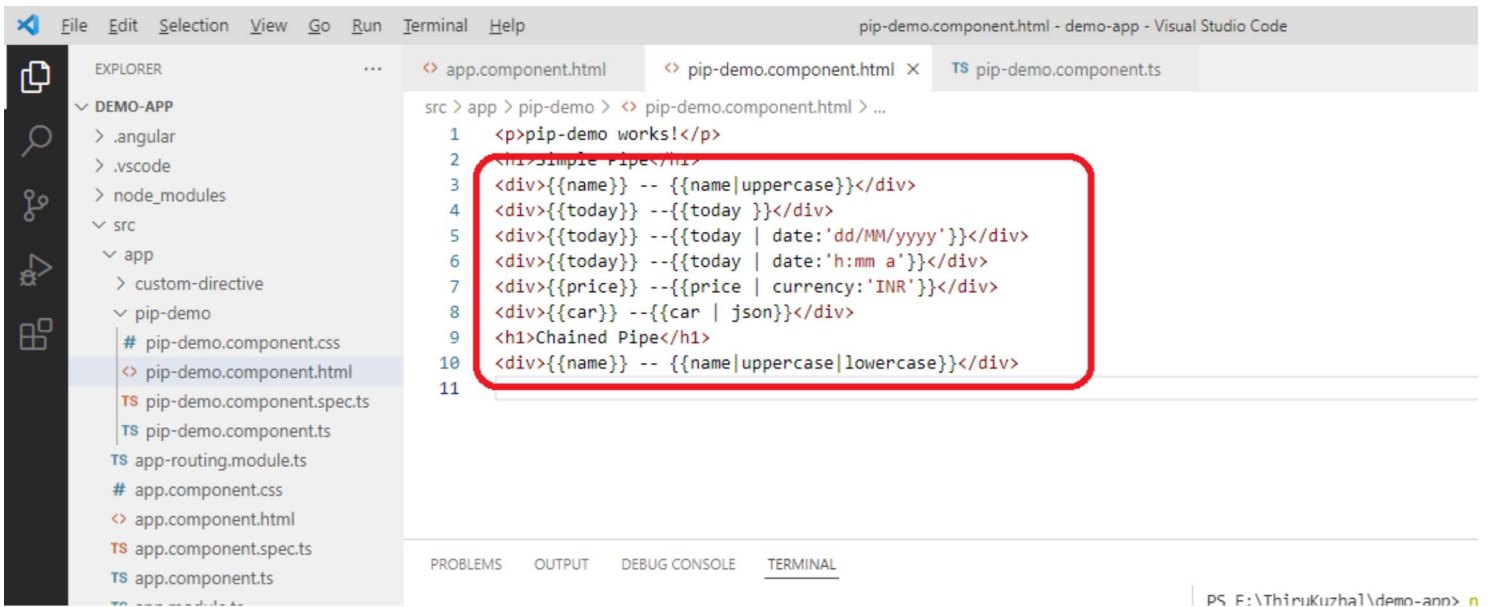 File Edit Selection View Go Run Terminal Help pip-demo.component.html - demo-app - Visual Studio Code
EXPLORER ...
DEMO-APP
.angular
.vscode
node_modules
src
app
custom-directive
pip-demo
# pip-demo.component.css
<> pip-demo.component.html
TS pip-demo.component.spec.ts
TS pip-demo.component.ts
TS app-routing.module.ts
# app.component.css
<> app.component.html
TS app.component.spec.ts
TS app.component.ts
TS app.module.ts
<> app.component.html <> pip-demo.component.html × TS pip-demo.component.ts
src > app > pip-demo > <> pip-demo.component.html > ...
1 <p>pip-demo works!</p>
2 <h1>Simple Pipe</h1>
3 <div>{{name}} -- {{name|uppercase}}</div>
4 <div>{{today}} --{{today }}</div>
5 <div>{{today}} --{{today | date:'dd/MM/yyyy'}}</div>
6 <div>{{today}} --{{today | date:'h:mm a'}}</div>
7 <div>{{price}} --{{price | currency:'INR'}}</div>
8 <div>{{car}} --{{car | json}}</div>
9 <h1>Chained Pipe</h1>
10 <div>{{name}} -- {{name|uppercase|lowercase}}</div>
11
PROBLEMS OUTPUT DEBUG CONSOLE TERMINAL
PS E:\ThiruKuzhal\demo-app> n